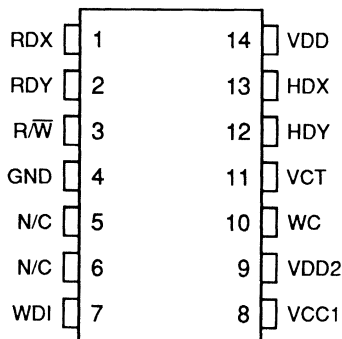 RDX 1 14 VDD
RDY 2 13 HDX
R/W̅ 3 12 HDY
GND 4 11 VCT
N/C 5 10 WC
N/C 6 9 VDD2
WDI 7 8 VCC1